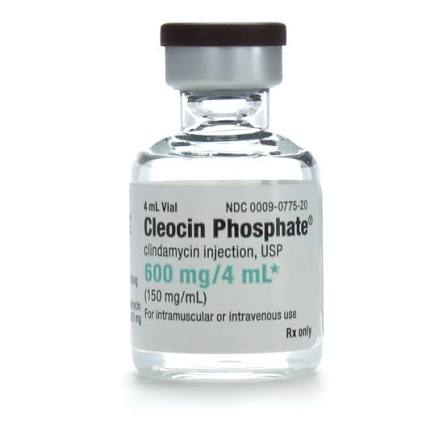 4 mL Vial NDC 0009-0775-20
Cleocin Phosphate®
clindamycin injection, USP
600 mg/4 mL*
(150 mg/mL)
For intramuscular or intravenous use
Rx only